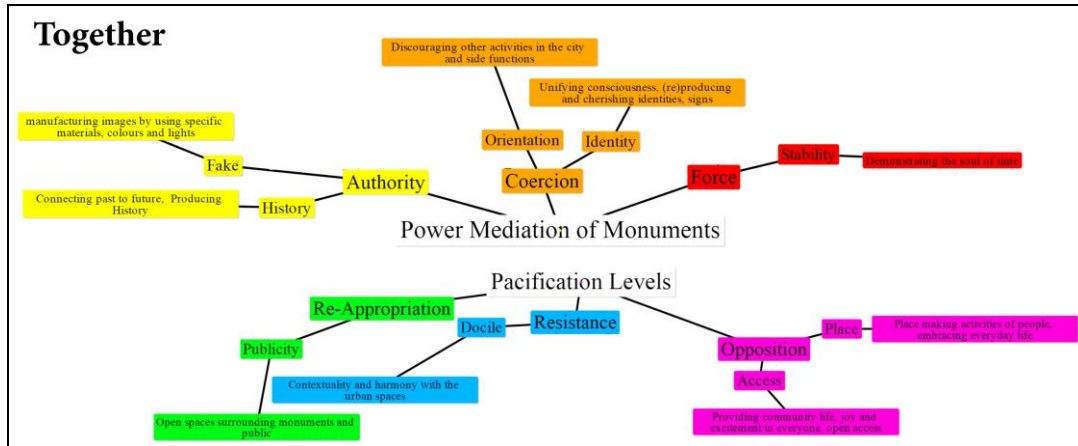 Together
Discouraging other activities in the city
and side functions
Unifying consciousness, (re)producing
and cherishing identities, signs
manufacturing images by using specific
materials, colours and lights
Orientation
Identity
Stability
Demonstrating the soul of time
Fake
Authority
Coercion
Force
Connecting past to future, Producing
History
History
Power Mediation of Monuments
Pacification Levels
Re-Appropriation
Docile
Resistance
Place
Place making activities of people,
embracing everyday life
Publicity
Opposition
Access
Contextuality and harmony with the
urban spaces
Open spaces surrounding monuments and
public
Providing community life, joy and
excitement to everyone, open access